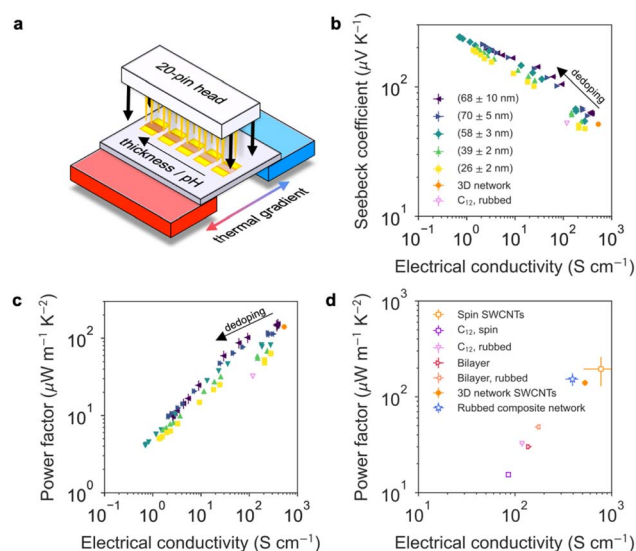 a
20-pin head
thickness / pH
thermal gradient
b
Seebeck coefficient (μV K⁻¹)
10³
10²
10¹
dedoping
(68 ± 10 nm)
(70 ± 5 nm)
(58 ± 3 nm)
(39 ± 2 nm)
(26 ± 2 nm)
3D network
C₁₂, rubbed
10⁻¹ 10⁰ 10¹ 10² 10³
Electrical conductivity (S cm⁻¹)
c
Power factor (μW m⁻¹ K⁻²)
10²
10¹
10⁰
dedoping
10⁻¹ 10⁰ 10¹ 10² 10³
Electrical conductivity (S cm⁻¹)
d
Power factor (μW m⁻¹ K⁻²)
10³
10²
10¹
Spin SWCNTs
C₁₂, spin
C₁₂, rubbed
Bilayer
Bilayer, rubbed
3D network SWCNTs
Rubbed composite network
10¹ 10² 10³
Electrical conductivity (S cm⁻¹)